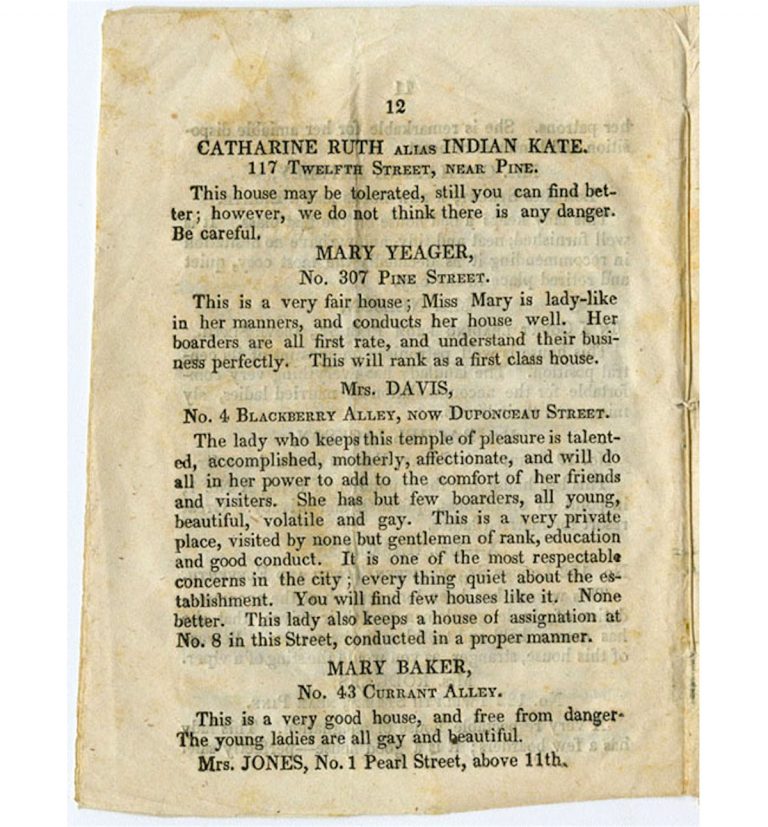 12
CATHARINE RUTH ALIAS INDIAN KATE.
117 TWELFTH STREET, NEAR PINE.
This house may be tolerated, still you can find bet-
ter; however, we do not think there is any danger.
Be careful.
MARY YEAGER,
No. 307 PINE STREET.
This is a very fair house; Miss Mary is lady-like
in her manners, and conducts her house well. Her
boarders are all first rate, and understand their busi-
ness perfectly. This will rank as a first class house.
Mrs. DAVIS,
No. 4 BLACKBERRY ALLEY, NOW DUPONCEAU STREET.
The lady who keeps this temple of pleasure is talent-
ed, accomplished, motherly, affectionate, and will do
all in her power to add to the comfort of her friends
and visiters. She has but few boarders, all young,
beautiful, volatile and gay. This is a very private
place, visited by none but gentlemen of rank, education
and good conduct. It is one of the most respectable
concerns in the city; every thing quiet about the es-
tablishment. You will find few houses like it. None
better. This lady also keeps a house of assignation at
No. 8 in this Street, conducted in a proper manner.
MARY BAKER,
No. 43 CURRANT ALLEY.
This is a very good house, and free from danger.
The young ladies are all gay and beautiful.
Mrs. JONES, No. 1 Pearl Street, above 11th.